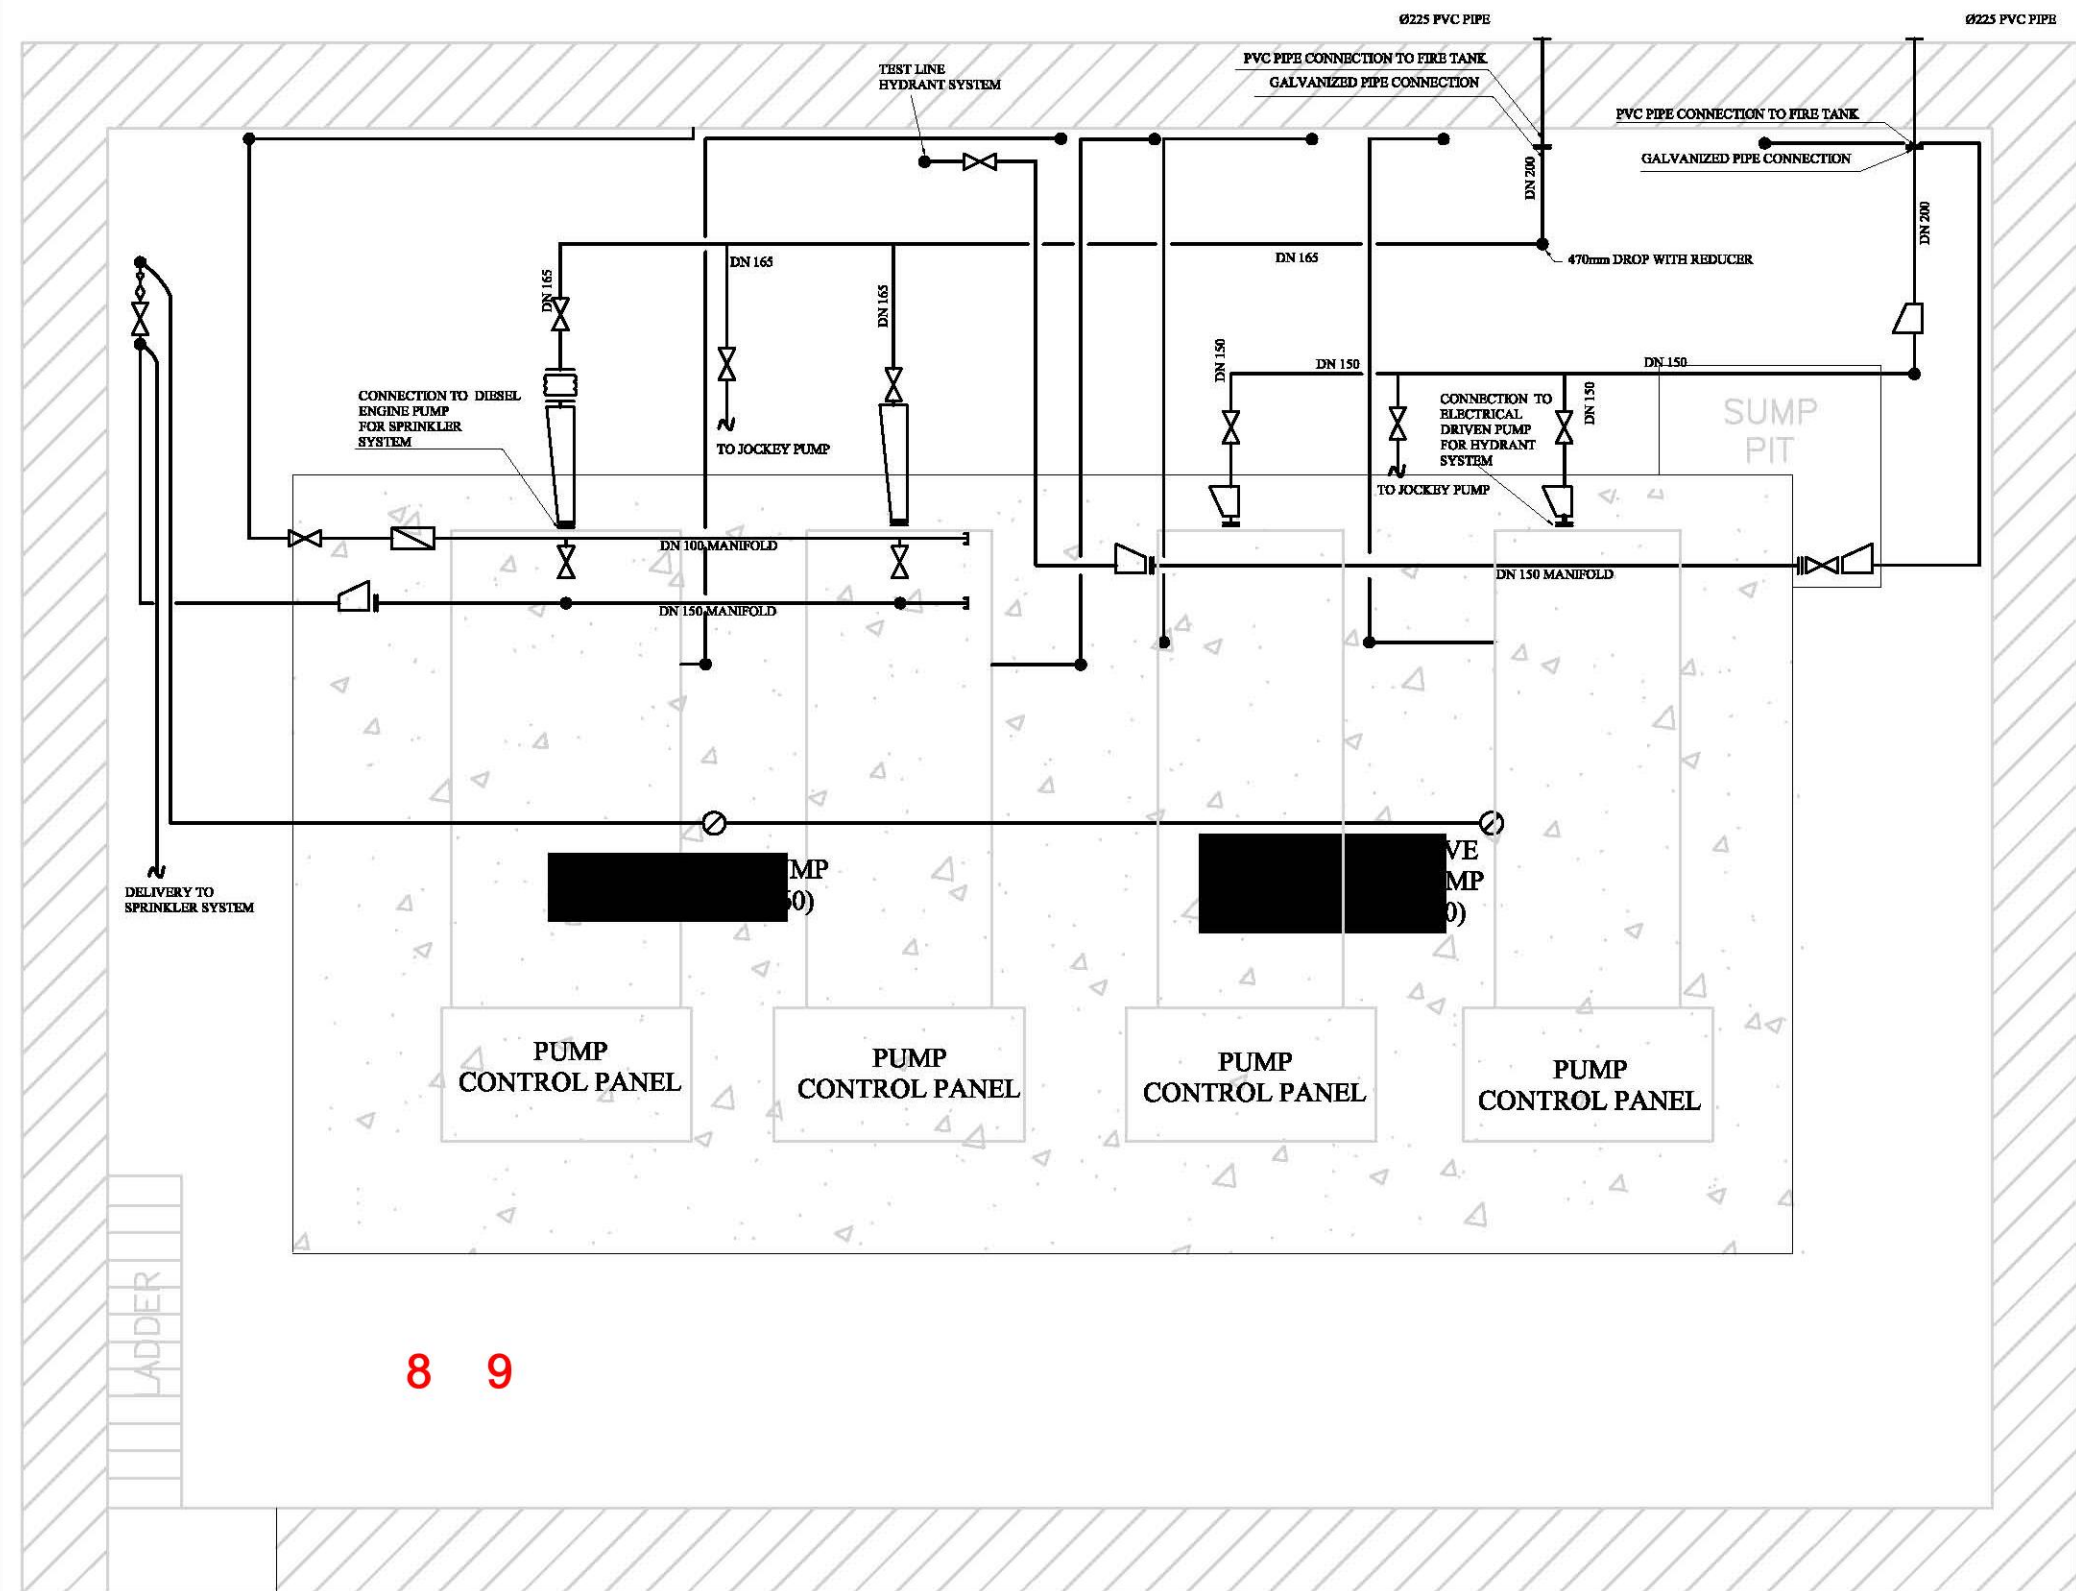 Ø225 PVC PIPE
Ø225 PVC PIPE
TEST LINE
HYDRANT SYSTEM
PVC PIPE CONNECTION TO FIRE TANK
GALVANIZED PIPE CONNECTION
PVC PIPE CONNECTION TO FIRE TANK
GALVANIZED PIPE CONNECTION
DN 200
DN 200
DN 165
DN 165
DN 165
DN 165
470mm DROP WITH REDUCER
DN 150
DN 150
DN 150
DN 150
CONNECTION TO DIESEL
ENGINE PUMP
FOR SPRINKLER
SYSTEM
TO JOCKEY PUMP
CONNECTION TO
ELECTRICAL
DRIVEN PUMP
FOR HYDRANT
SYSTEM
TO JOCKEY PUMP
SUMP
PIT
DN 100 MANIFOLD
DN 150 MANIFOLD
DN 150 MANIFOLD
DELIVERY TO
SPRINKLER SYSTEM
MP
0)
VE
MP
0)
PUMP
CONTROL PANEL
PUMP
CONTROL PANEL
PUMP
CONTROL PANEL
PUMP
CONTROL PANEL
LADDER
8 9